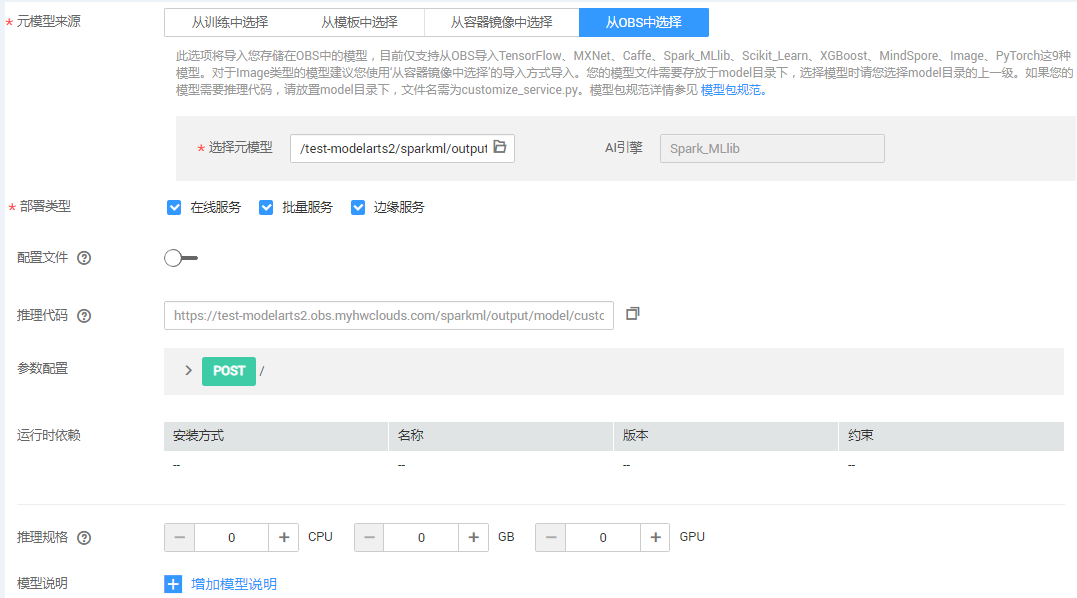 * 元模型来源 从训练中选择 从模板中选择 从容器镜像中选择 从OBS中选择
此选项将导入您存储在OBS中的模型，目前仅支持从OBS导入TensorFlow、MXNet、Caffe、Spark_MLlib、Scikit_Learn、XGBoost、MindSpore、Image、PyTorch这9种
模型。对于Image类型的模型建议您使用'从容器镜像中选择'的导入方式导入。您的模型文件需要存放于model目录下，选择模型时请您选择model目录的上一级。如果您的
模型需要推理代码，请放置model目录下，文件名需为customize_service.py。模型包规范详情参见 模型包规范。
* 选择元模型 /test-modelarts2/sparkml/output AI引擎 Spark_MLlib
* 部署类型 在线服务 批量服务 边缘服务
配置文件 ?
推理代码 ? https://test-modelarts2.obs.myhwclouds.com/sparkml/output/model/custc
参数配置 > POST /
运行时依赖 安装方式 名称 版本 约束
-- -- -- --
推理规格 ? − 0 + CPU − 0 + GB − 0 + GPU
模型说明 + 增加模型说明